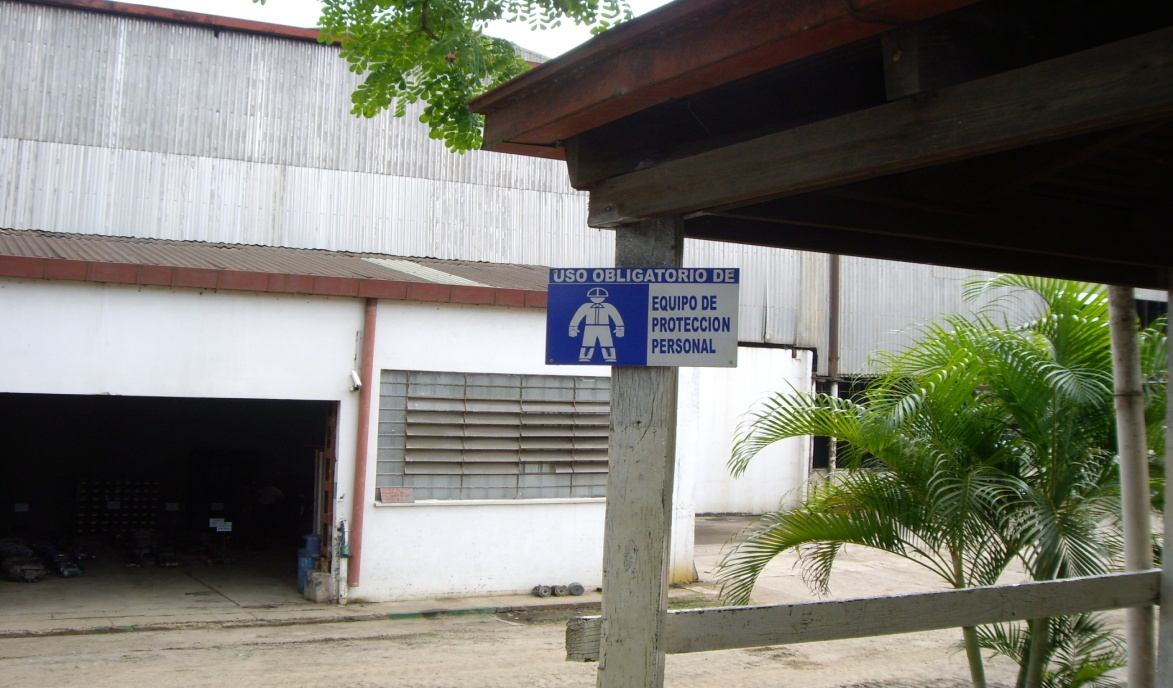 USO OBLIGATORIO DE
EQUIPO DE
PROTECCION
PERSONAL